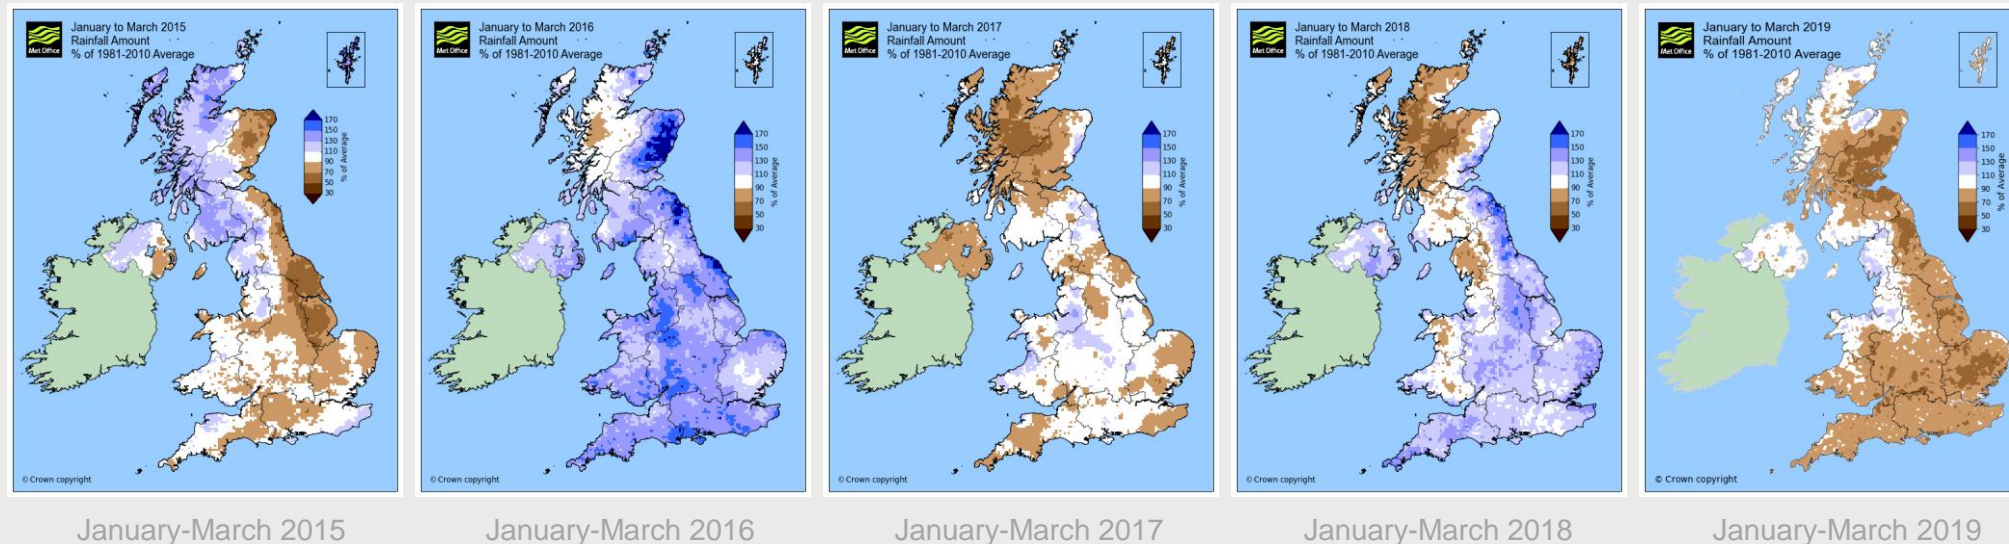 Met Office
January to March 2015
Rainfall Amount
% of 1981-2010 Average
170
150
130
110
90
70
50
30
% of Average
© Crown copyright
January-March 2015
Met Office
January to March 2016
Rainfall Amount
% of 1981-2010 Average
170
150
130
110
90
70
50
30
% of Average
© Crown copyright
January-March 2016
Met Office
January to March 2017
Rainfall Amount
% of 1981-2010 Average
170
150
130
110
90
70
50
30
% of Average
© Crown copyright
January-March 2017
Met Office
January to March 2018
Rainfall Amount
% of 1981-2010 Average
170
150
130
110
90
70
50
30
% of Average
© Crown copyright
January-March 2018
Met Office
January to March 2019
Rainfall Amount
% of 1981-2010 Average
170
150
130
110
90
70
50
30
% of Average
© Crown copyright
January-March 2019